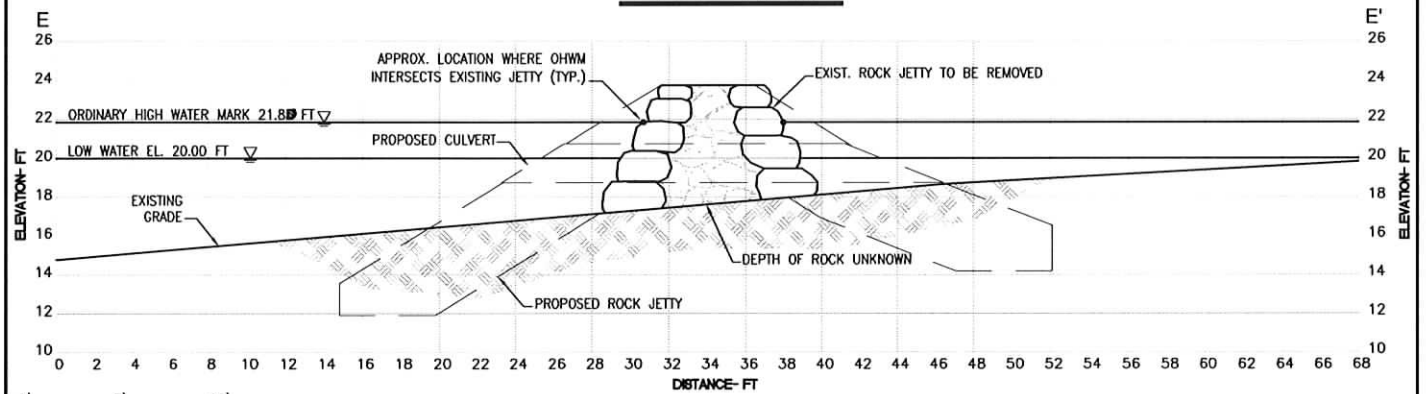 E E'
26 26
24 24
22 22
20 20
18 18
16 16
14 14
12 12
10 10
ELEVATION- FT
ELEVATION- FT
APPROX. LOCATION WHERE OHWM
INTERSECTS EXISTING JETTY (TYP.)
EXIST. ROCK JETTY TO BE REMOVED
ORDINARY HIGH WATER MARK FT
PROPOSED CULVERT
LOW WATER EL. 20.00 FT
EXISTING
GRADE
DEPTH OF ROCK UNKNOWN
PROPOSED ROCK JETTY
0 2 4 6 8 10 12 14 16 18 20 22 24 26 28 30 32 34 36 38 40 42 44 46 48 50 52 54 56 58 60 62 64 66 68
DISTANCE- FT